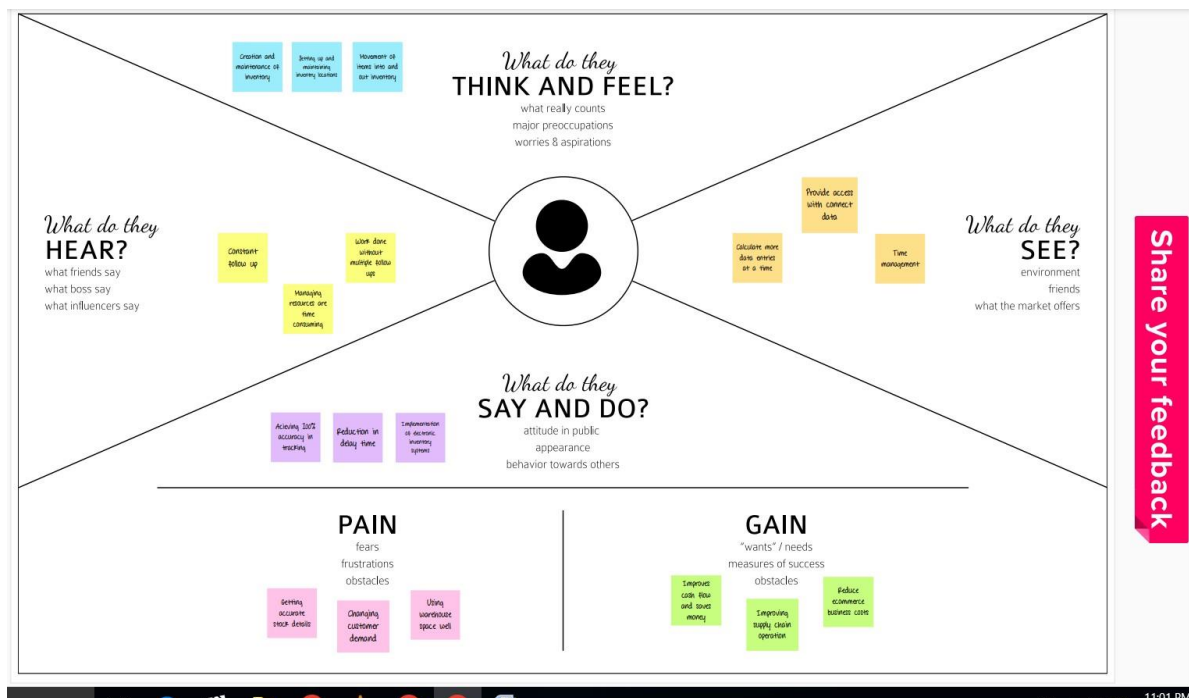 Creation and
maintenance of
inventory
Setting up and
maintaining
inventory locations
Movement of
items into and
out inventory
What do they
THINK AND FEEL?
what really counts
major preoccupations
worries & aspirations
What do they
HEAR?
what friends say
what boss say
what influencers say
Constant
follow up
Work done
without
multiple follow
ups
Managing
resources are
time
consuming
Provide access
with connect
data
Calculate more
data entries
at a time
Time
management
What do they
SEE?
environment
friends
what the market offers
What do they
SAY AND DO?
attitude in public
appearance
behavior towards others
Acieving 100%
accuracy in
tracking
Reduction in
delay time
Implementation
of electronic
inventory
systems
PAIN
fears
frustrations
obstacles
Getting
accurate
stock details
Changing
customer
demand
Using
warehouse
space well
GAIN
"wants" / needs
measures of success
obstacles
Improves
cash flow
and saves
money
Improving
supply chain
operation
Reduce
ecommerce
business costs
Share your feedback
11:01 PM